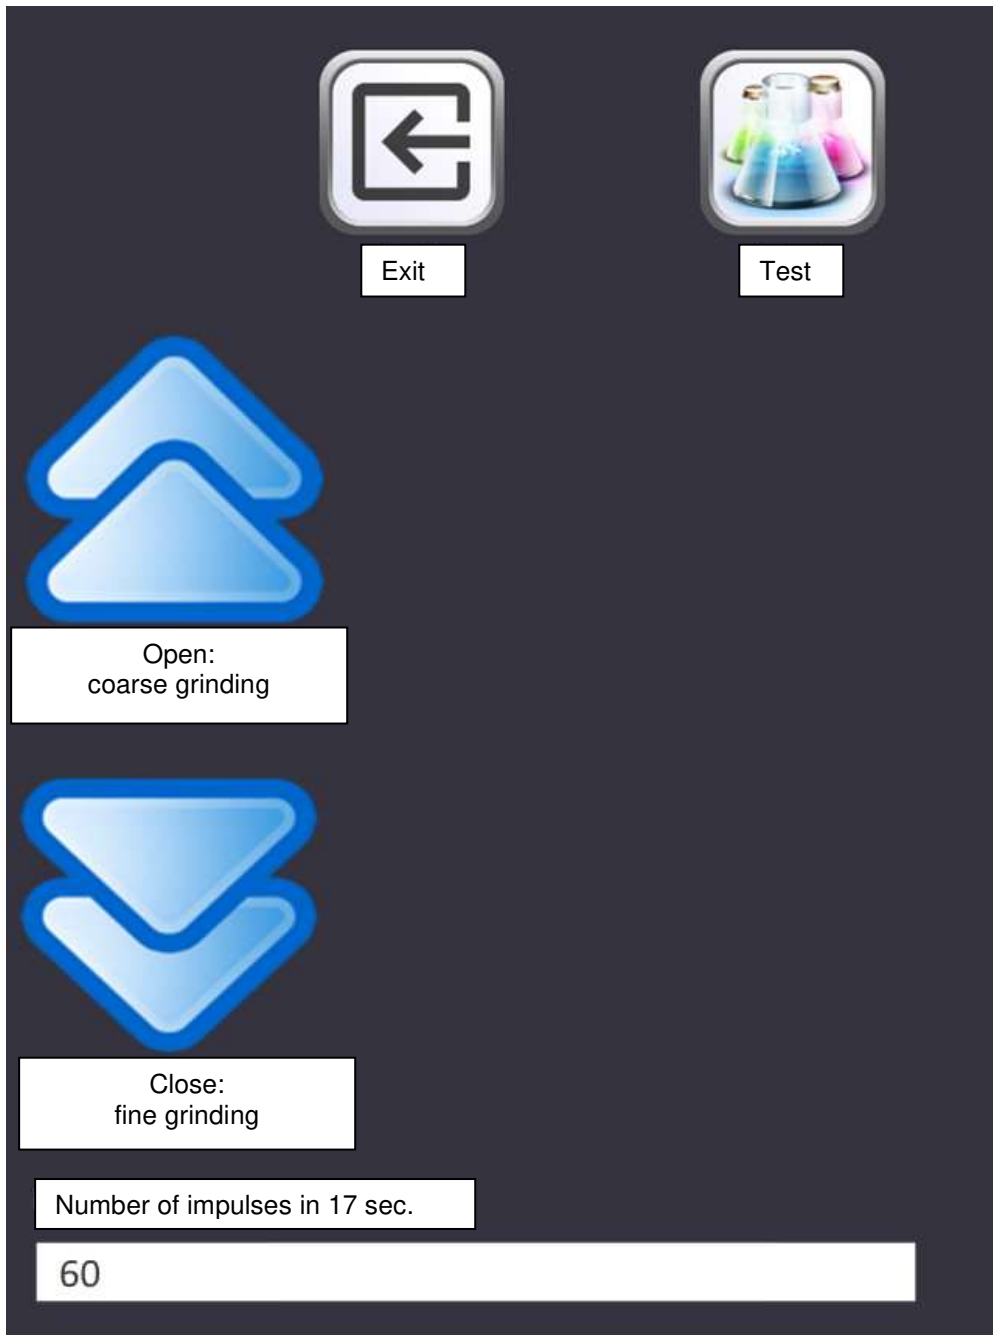 Exit
Test
Open:
coarse grinding
Close:
fine grinding
Number of impulses in 17 sec.
60